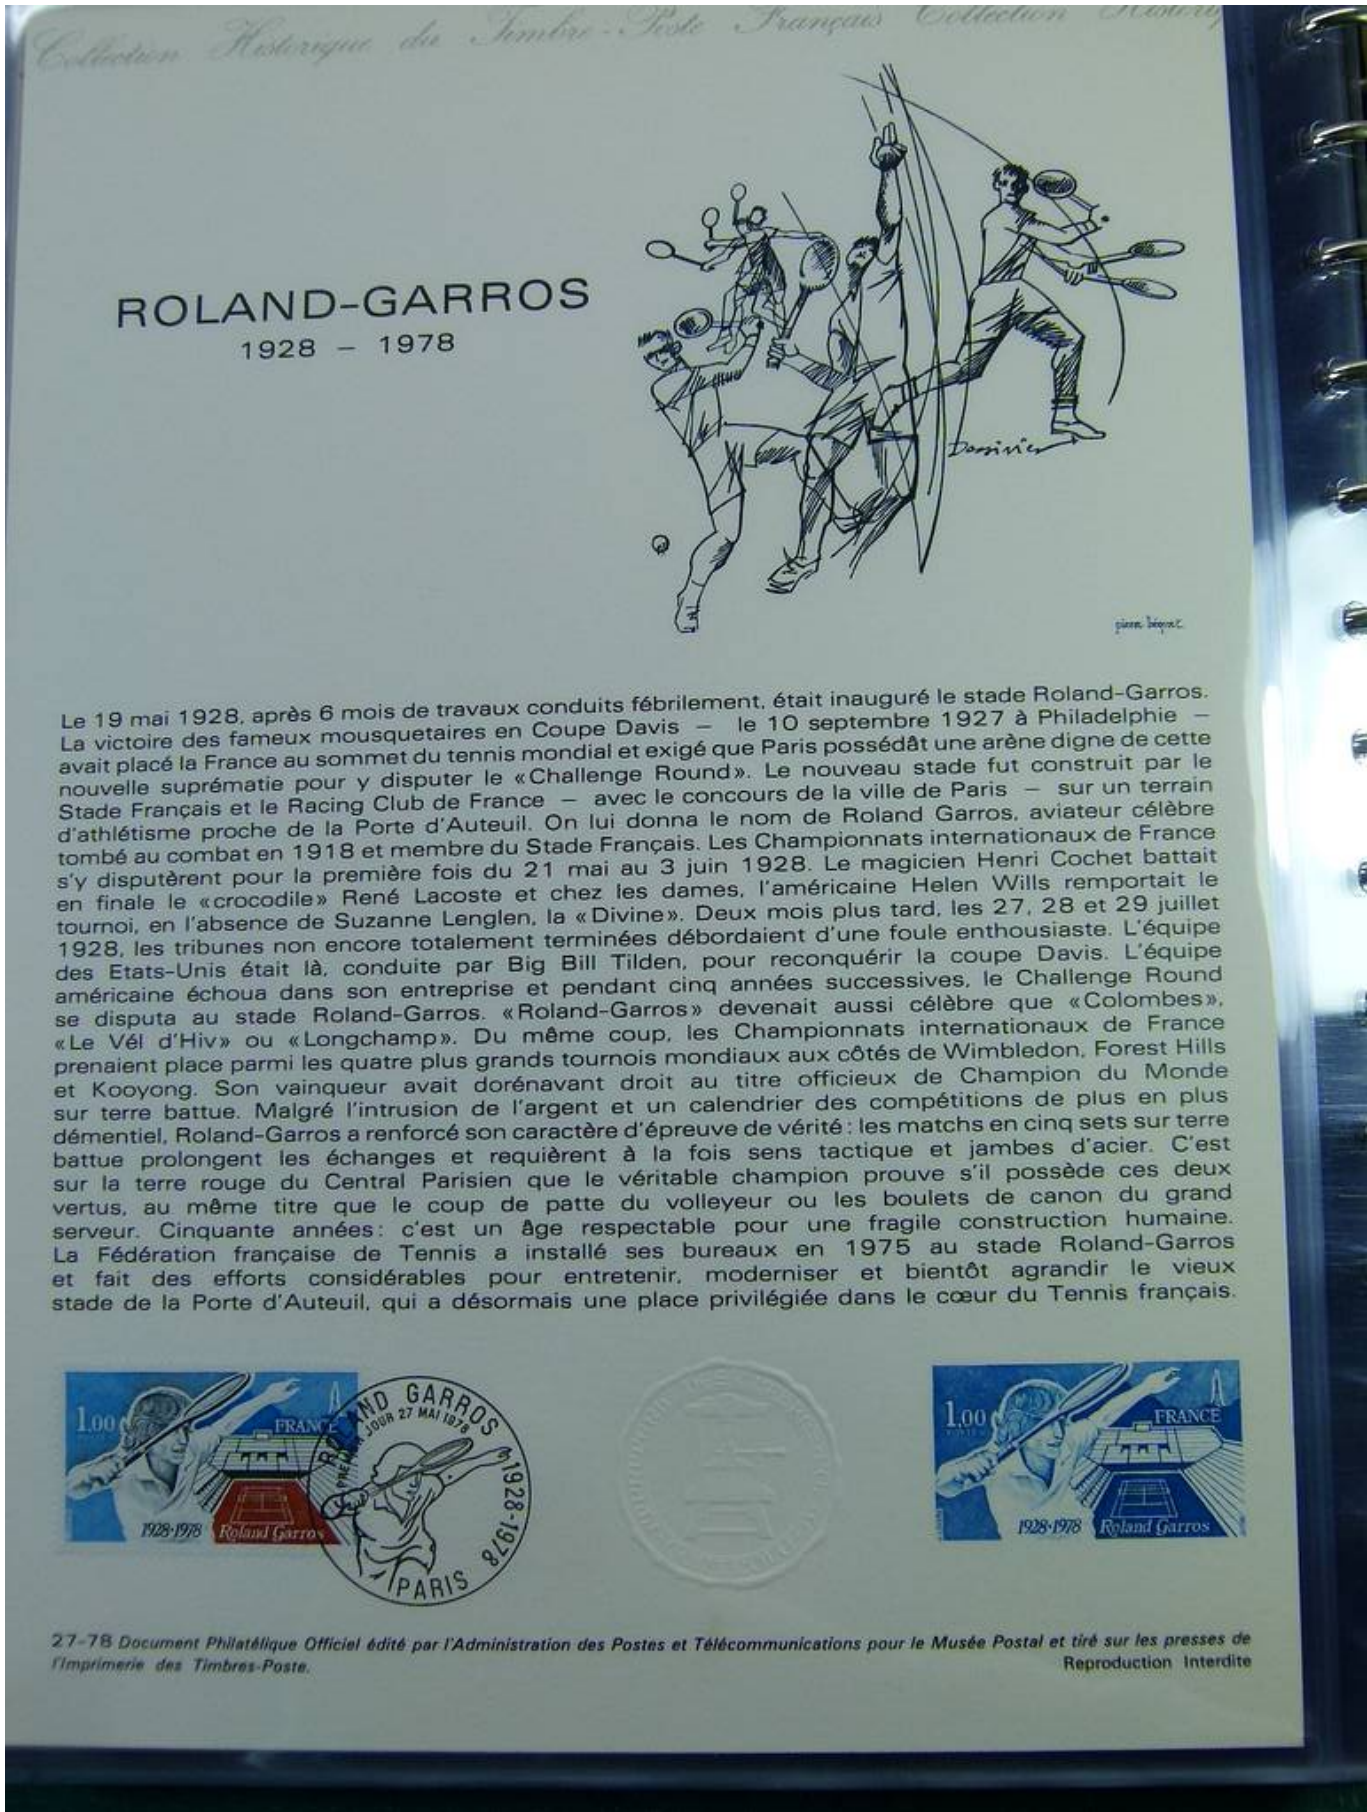 Collection Historique du Timbre-Poste Français Collection
ROLAND-GARROS
1928 – 1978
pierre béquet
Le 19 mai 1928, après 6 mois de travaux conduits fébrilement, était inauguré le stade Roland-Garros.
La victoire des fameux mousquetaires en Coupe Davis – le 10 septembre 1927 à Philadelphie –
avait placé la France au sommet du tennis mondial et exigé que Paris possédât une arène digne de cette
nouvelle suprématie pour y disputer le «Challenge Round». Le nouveau stade fut construit par le
Stade Français et le Racing Club de France – avec le concours de la ville de Paris – sur un terrain
d'athlétisme proche de la Porte d'Auteuil. On lui donna le nom de Roland Garros, aviateur célèbre
tombé au combat en 1918 et membre du Stade Français. Les Championnats internationaux de France
s'y disputèrent pour la première fois du 21 mai au 3 juin 1928. Le magicien Henri Cochet battait
en finale le «crocodile» René Lacoste et chez les dames, l'américaine Helen Wills remportait le
tournoi, en l'absence de Suzanne Lenglen, la «Divine». Deux mois plus tard, les 27, 28 et 29 juillet
1928, les tribunes non encore totalement terminées débordaient d'une foule enthousiaste. L'équipe
des Etats-Unis était là, conduite par Big Bill Tilden, pour reconquérir la coupe Davis. L'équipe
américaine échoua dans son entreprise et pendant cinq années successives, le Challenge Round
se disputa au stade Roland-Garros. «Roland-Garros» devenait aussi célèbre que «Colombes»,
«Le Vél d'Hiv» ou «Longchamp». Du même coup, les Championnats internationaux de France
prenaient place parmi les quatre plus grands tournois mondiaux aux côtés de Wimbledon, Forest Hills
et Kooyong. Son vainqueur avait dorénavant droit au titre officieux de Champion du Monde
sur terre battue. Malgré l'intrusion de l'argent et un calendrier des compétitions de plus en plus
démentiel, Roland-Garros a renforcé son caractère d'épreuve de vérité : les matchs en cinq sets sur terre
battue prolongent les échanges et requièrent à la fois sens tactique et jambes d'acier. C'est
sur la terre rouge du Central Parisien que le véritable champion prouve s'il possède ces deux
vertus, au même titre que le coup de patte du volleyeur ou les boulets de canon du grand
serveur. Cinquante années : c'est un âge respectable pour une fragile construction humaine.
La Fédération française de Tennis a installé ses bureaux en 1975 au stade Roland-Garros
et fait des efforts considérables pour entretenir, moderniser et bientôt agrandir le vieux
stade de la Porte d'Auteuil, qui a désormais une place privilégiée dans le cœur du Tennis français.
1,00
FRANCE
1928-1978 Roland Garros
ROLAND GARROS 1928-1978
PREMIER JOUR 27 MAI 1978
PARIS
1,00
FRANCE
1928-1978 Roland Garros
27-78 Document Philatélique Officiel édité par l'Administration des Postes et Télécommunications pour le Musée Postal et tiré sur les presses de
l'Imprimerie des Timbres-Poste.
Reproduction Interdite